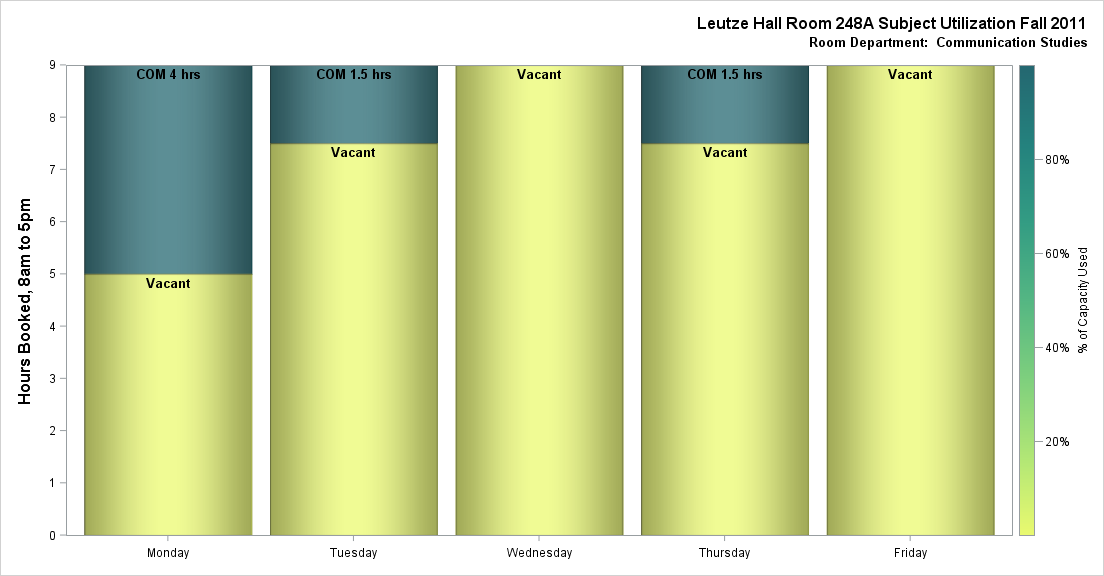 Leutze Hall Room 248A Subject Utilization Fall 2011
Room Department:  Communication Studies
Hours Booked, 8am to 5pm
9
8
7
6
5
4
3
2
1
0
COM 4 hrs
Vacant
COM 1.5 hrs
Vacant
Vacant
COM 1.5 hrs
Vacant
Vacant
Monday
Tuesday
Wednesday
Thursday
Friday
80%
60%
40%
20%
% of Capacity Used